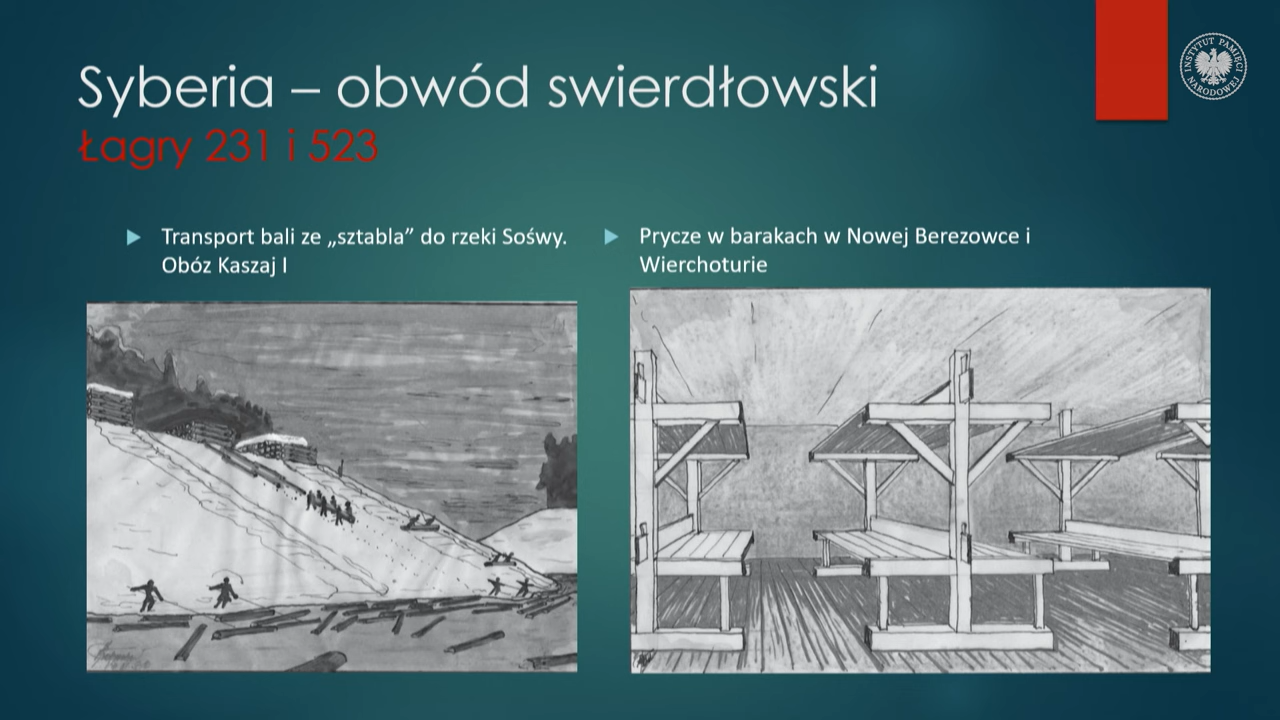 Syberia – obwód swierdłowski
Łagry 231 i 523
INSTYTUT PAMIĘCI NARODOWEJ
Transport bali ze „sztabla” do rzeki Sośwy.
Obóz Kaszaj I
Prycze w barakach w Nowej Berezowce i
Wierchoturie